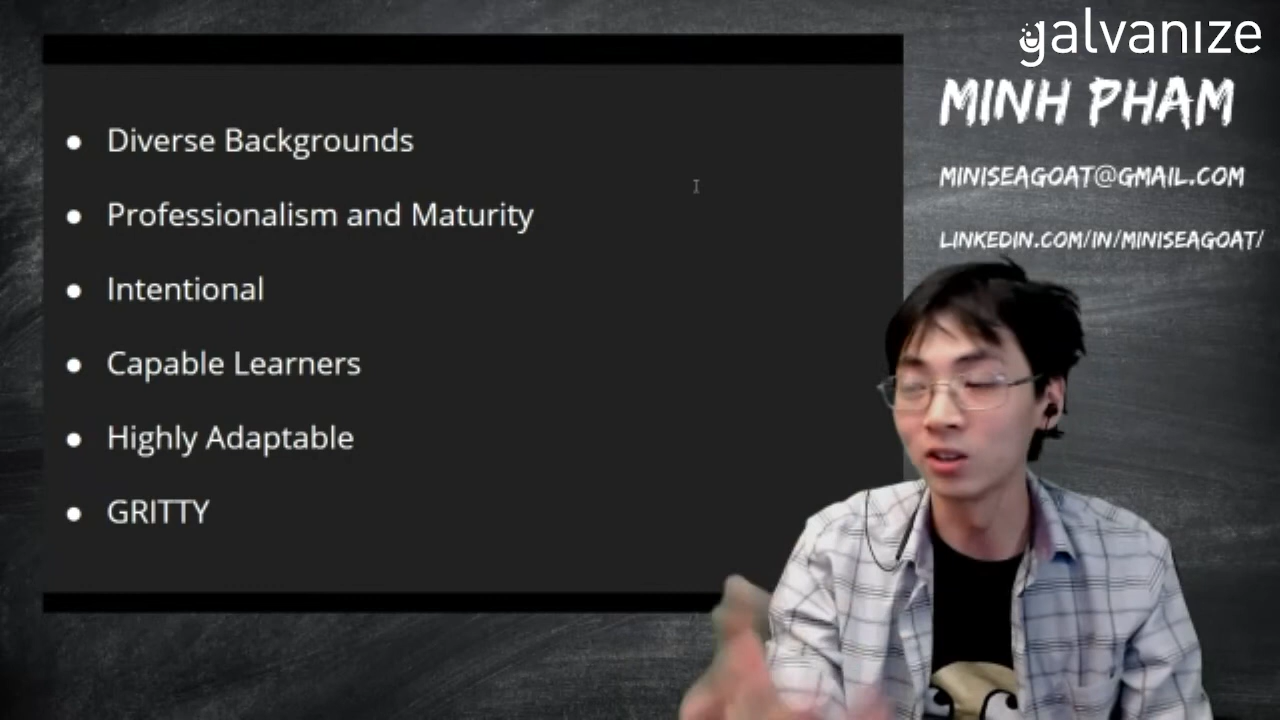 galvanize
MINH PHAM
MINISEAGOAT@GMAIL.COM
LINKEDIN.COM/IN/MINISEAGOAT/
Diverse Backgrounds
Professionalism and Maturity
Intentional
Capable Learners
Highly Adaptable
GRITTY